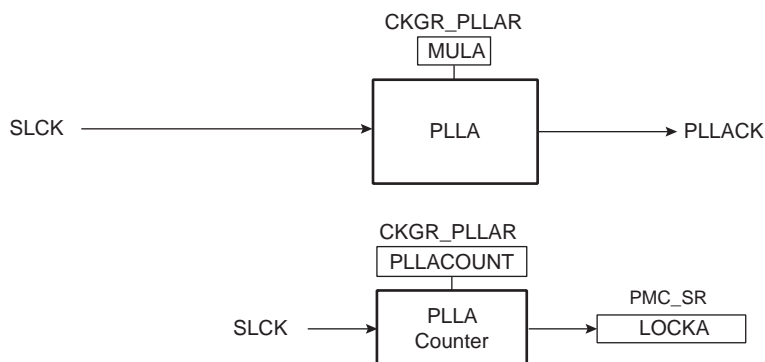 CKGR_PLLAR
MULA
SLCK
PLLA
PLLACK
CKGR_PLLAR
PLLACOUNT
SLCK
PLLA
Counter
PMC_SR
LOCKA